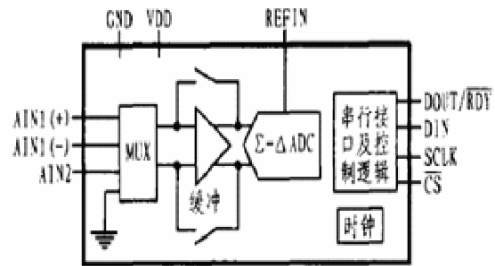 GND VDD REFIN
AIN1(+)
AIN1(-)
AIN2
MUX
缓冲
Σ-Δ ADC
串行接
口及控
制逻辑
时钟
DOUT/RDY
DIN
SCLK
CS